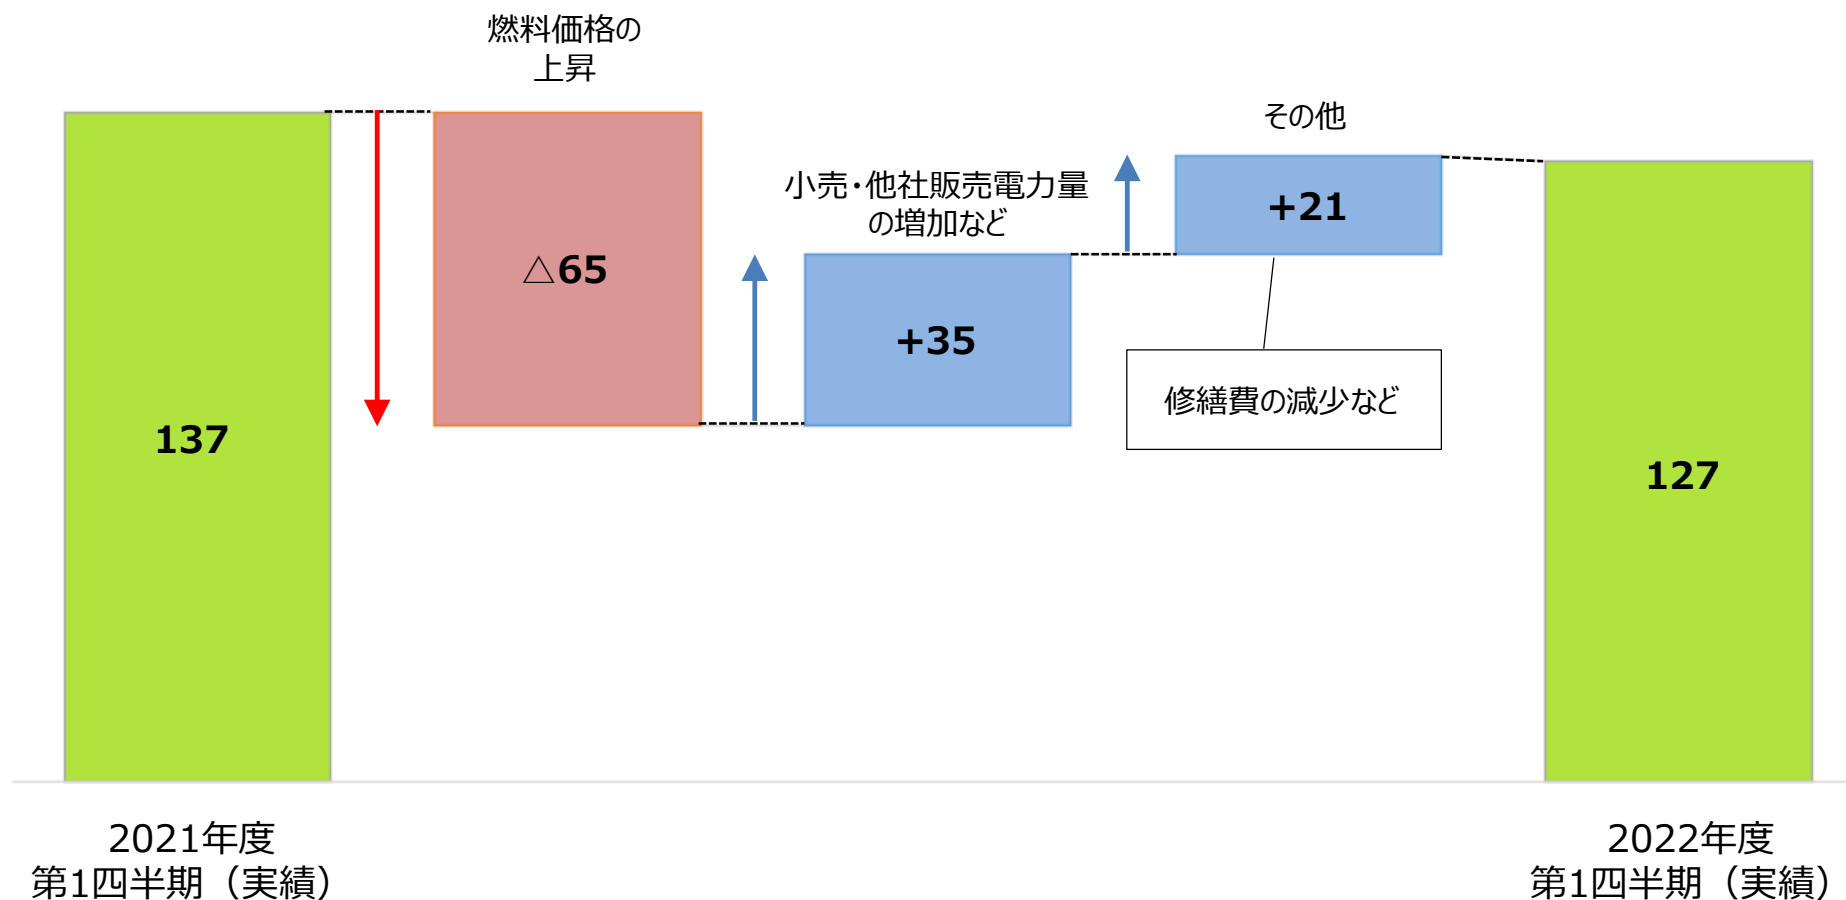 燃料価格の
上昇
その他
小売・他社販売電力量
の増加など
+21
△65
+35
修繕費の減少など
137
127
2021年度
第1四半期（実績）
2022年度
第1四半期（実績）